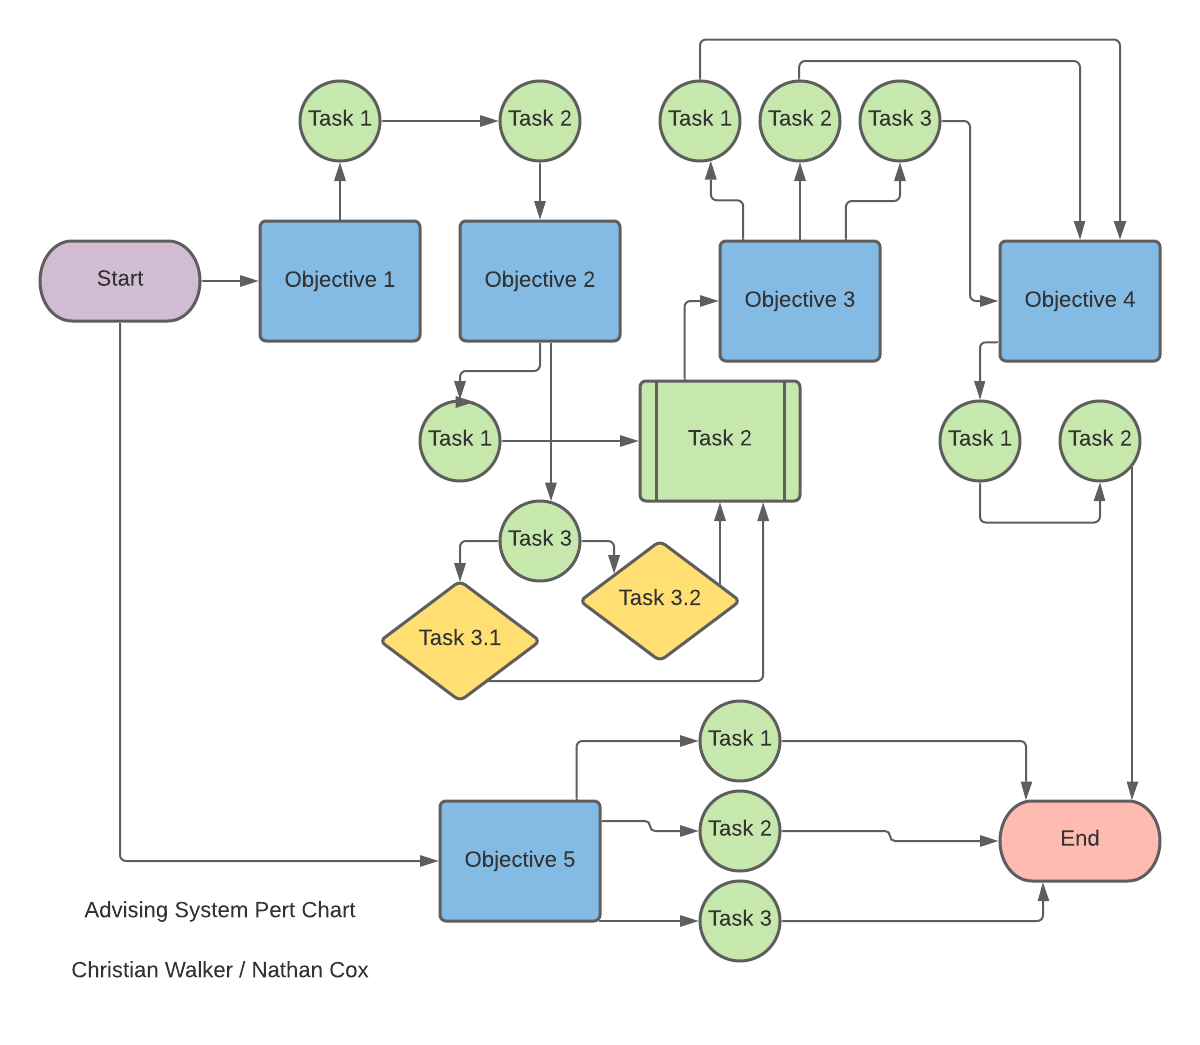 Task 1
Task 2
Task 1
Task 2
Task 3
Start
Objective 1
Objective 2
Objective 3
Objective 4
Task 1
Task 2
Task 1
Task 2
Task 3
Task 3.1
Task 3.2
Task 1
Task 2
Objective 5
Task 3
End
Advising System Pert Chart
Christian Walker / Nathan Cox